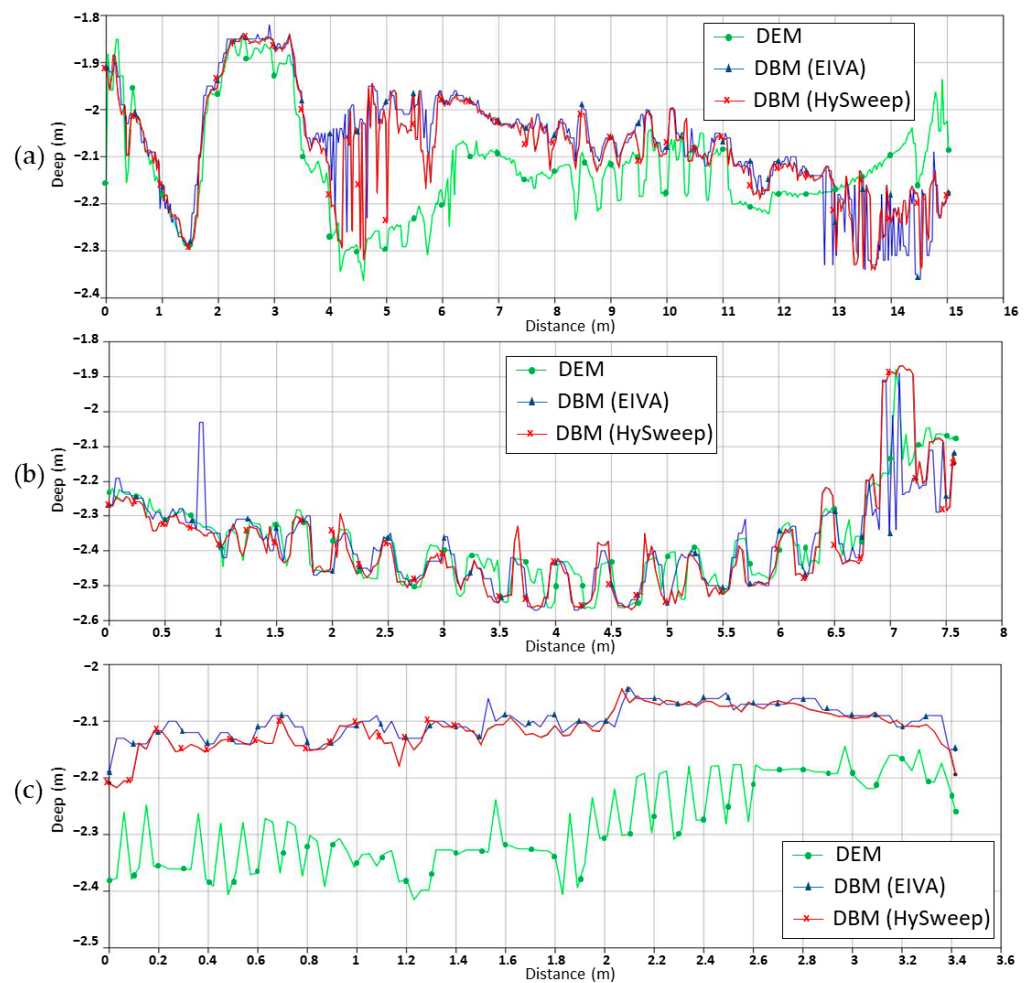 (a)
Deep (m)
−1.8
−1.9
−2
−2.1
−2.2
−2.3
−2.4
DEM
DBM (EIVA)
DBM (HySweep)
0 1 2 3 4 5 6 7 8 9 10 11 12 13 14 15 16
Distance (m)
(b)
Deep (m)
−1.8
−1.9
−2
−2.1
−2.2
−2.3
−2.4
−2.5
−2.6
DEM
DBM (EIVA)
DBM (HySweep)
0 0.5 1 1.5 2 2.5 3 3.5 4 4.5 5 5.5 6 6.5 7 7.5 8
Distance (m)
(c)
Deep (m)
−2
−2.1
−2.2
−2.3
−2.4
−2.5
DEM
DBM (EIVA)
DBM (HySweep)
0 0.2 0.4 0.6 0.8 1 1.2 1.4 1.6 1.8 2 2.2 2.4 2.6 2.8 3 3.2 3.4 3.6
Distance (m)